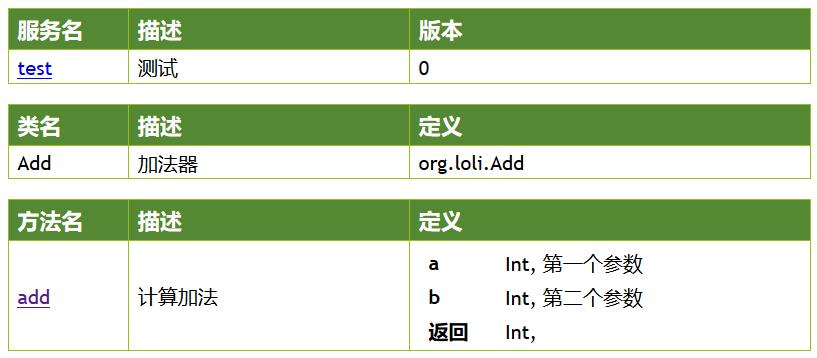 服务名 描述 版本
test 测试 0
类名 描述 定义
Add 加法器 org.loli.Add
方法名 描述 定义
a Int, 第一个参数
add 计算加法 b Int, 第二个参数
返回 Int,